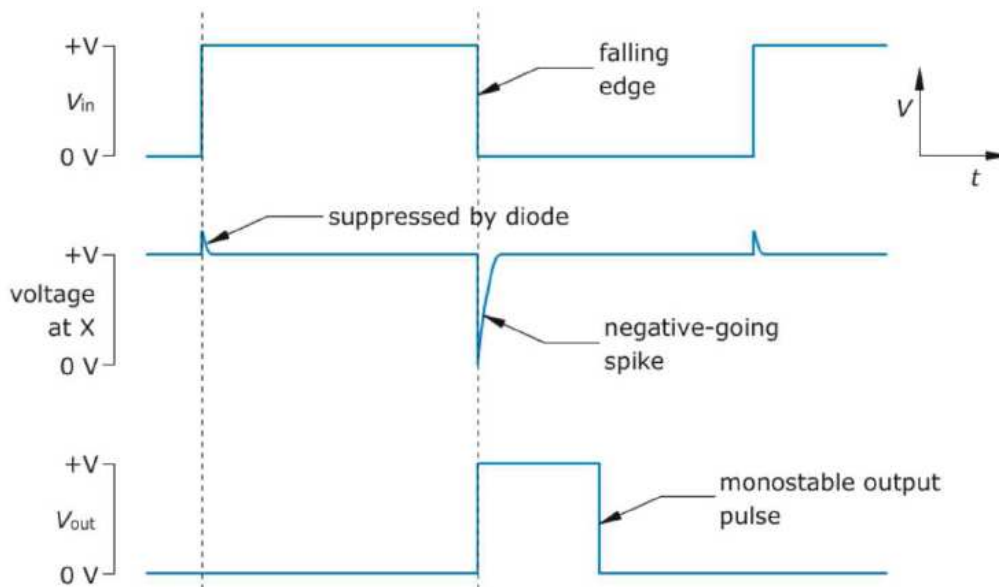 +V
V_in
0 V
falling
edge
V
t
suppressed by diode
+V
voltage
at X
0 V
negative-going
spike
+V
V_out
0 V
monostable output
pulse